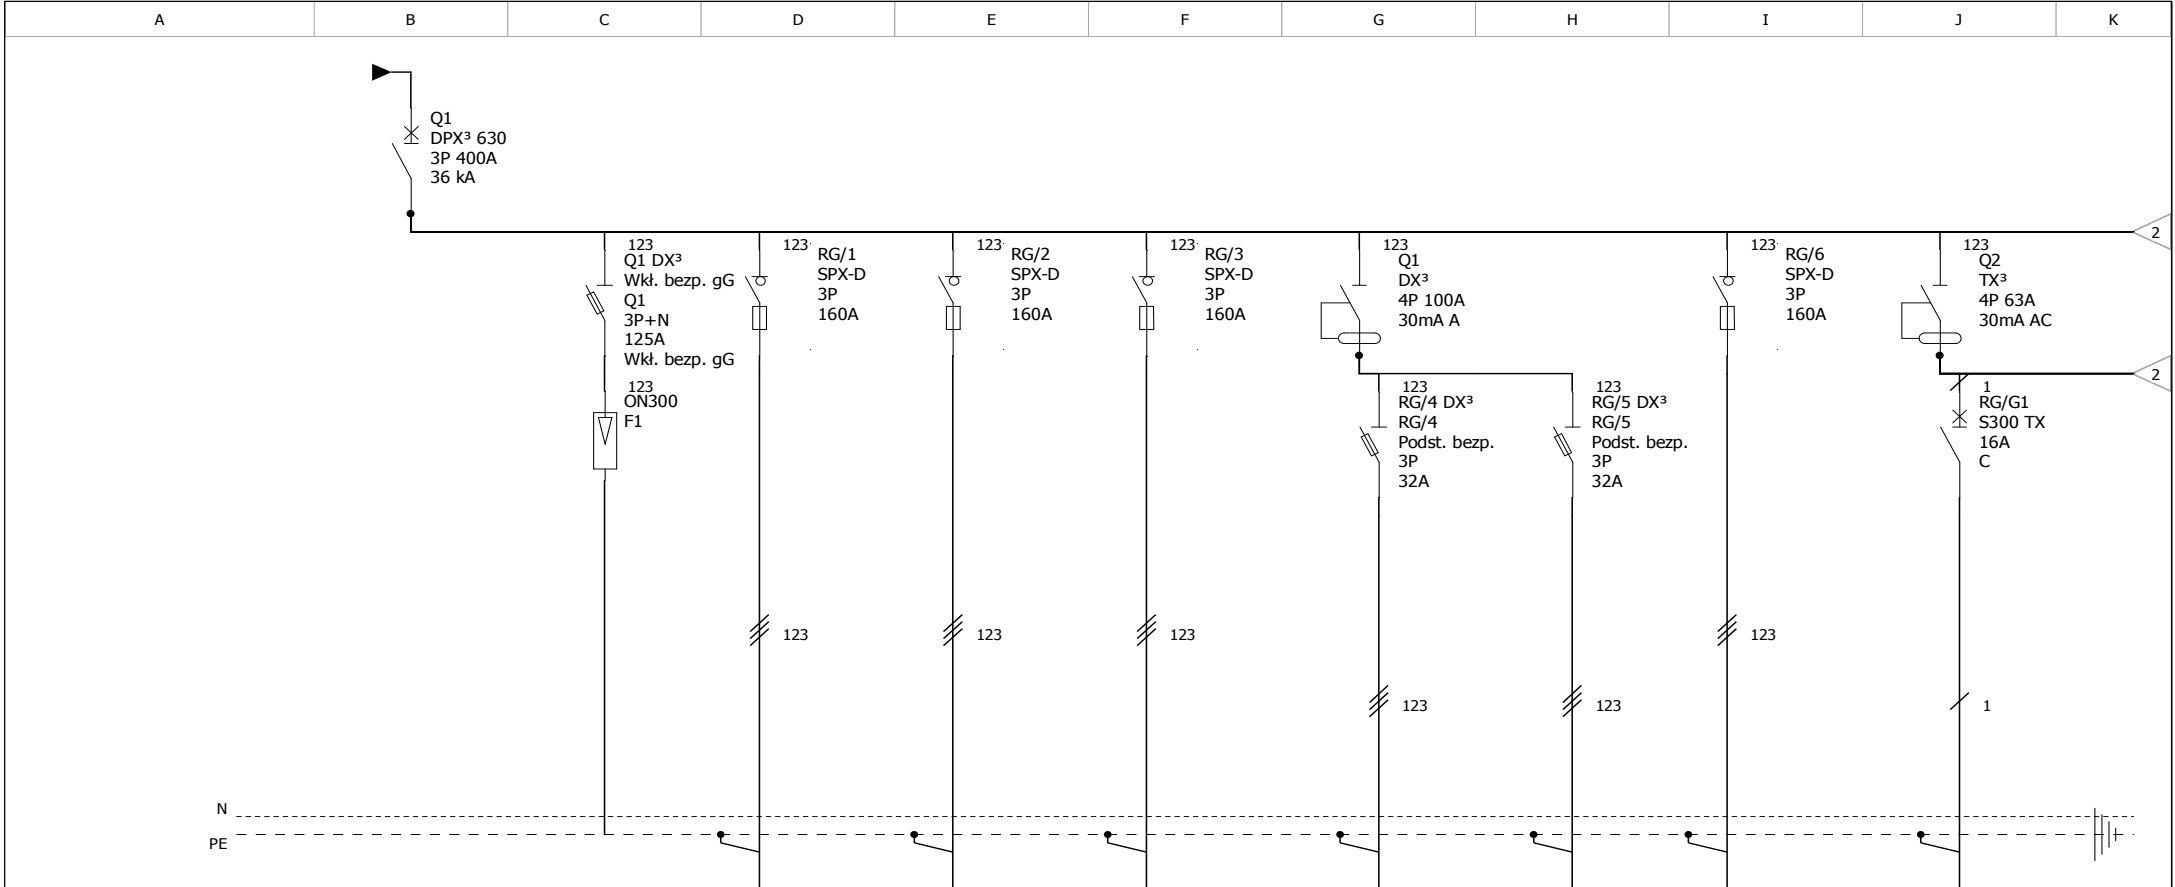 A
B
C
D
E
F
G
H
I
J
K
Q1
DPX³ 630
3P 400A
36 kA
2
123
Q1 DX³
Wkł. bezp. gG
Q1
3P+N
125A
Wkł. bezp. gG
123
ON300
F1
123
RG/1
SPX-D
3P
160A
123
RG/2
SPX-D
3P
160A
123
RG/3
SPX-D
3P
160A
123
Q1
DX³
4P 100A
30mA A
123
RG/4 DX³
RG/4
Podst. bezp.
3P
32A
123
RG/5 DX³
RG/5
Podst. bezp.
3P
32A
123
RG/6
SPX-D
3P
160A
123
Q2
TX³
4P 63A
30mA AC
2
1
RG/G1
S300 TX
16A
C
123
123
123
123
123
123
1
N
PE